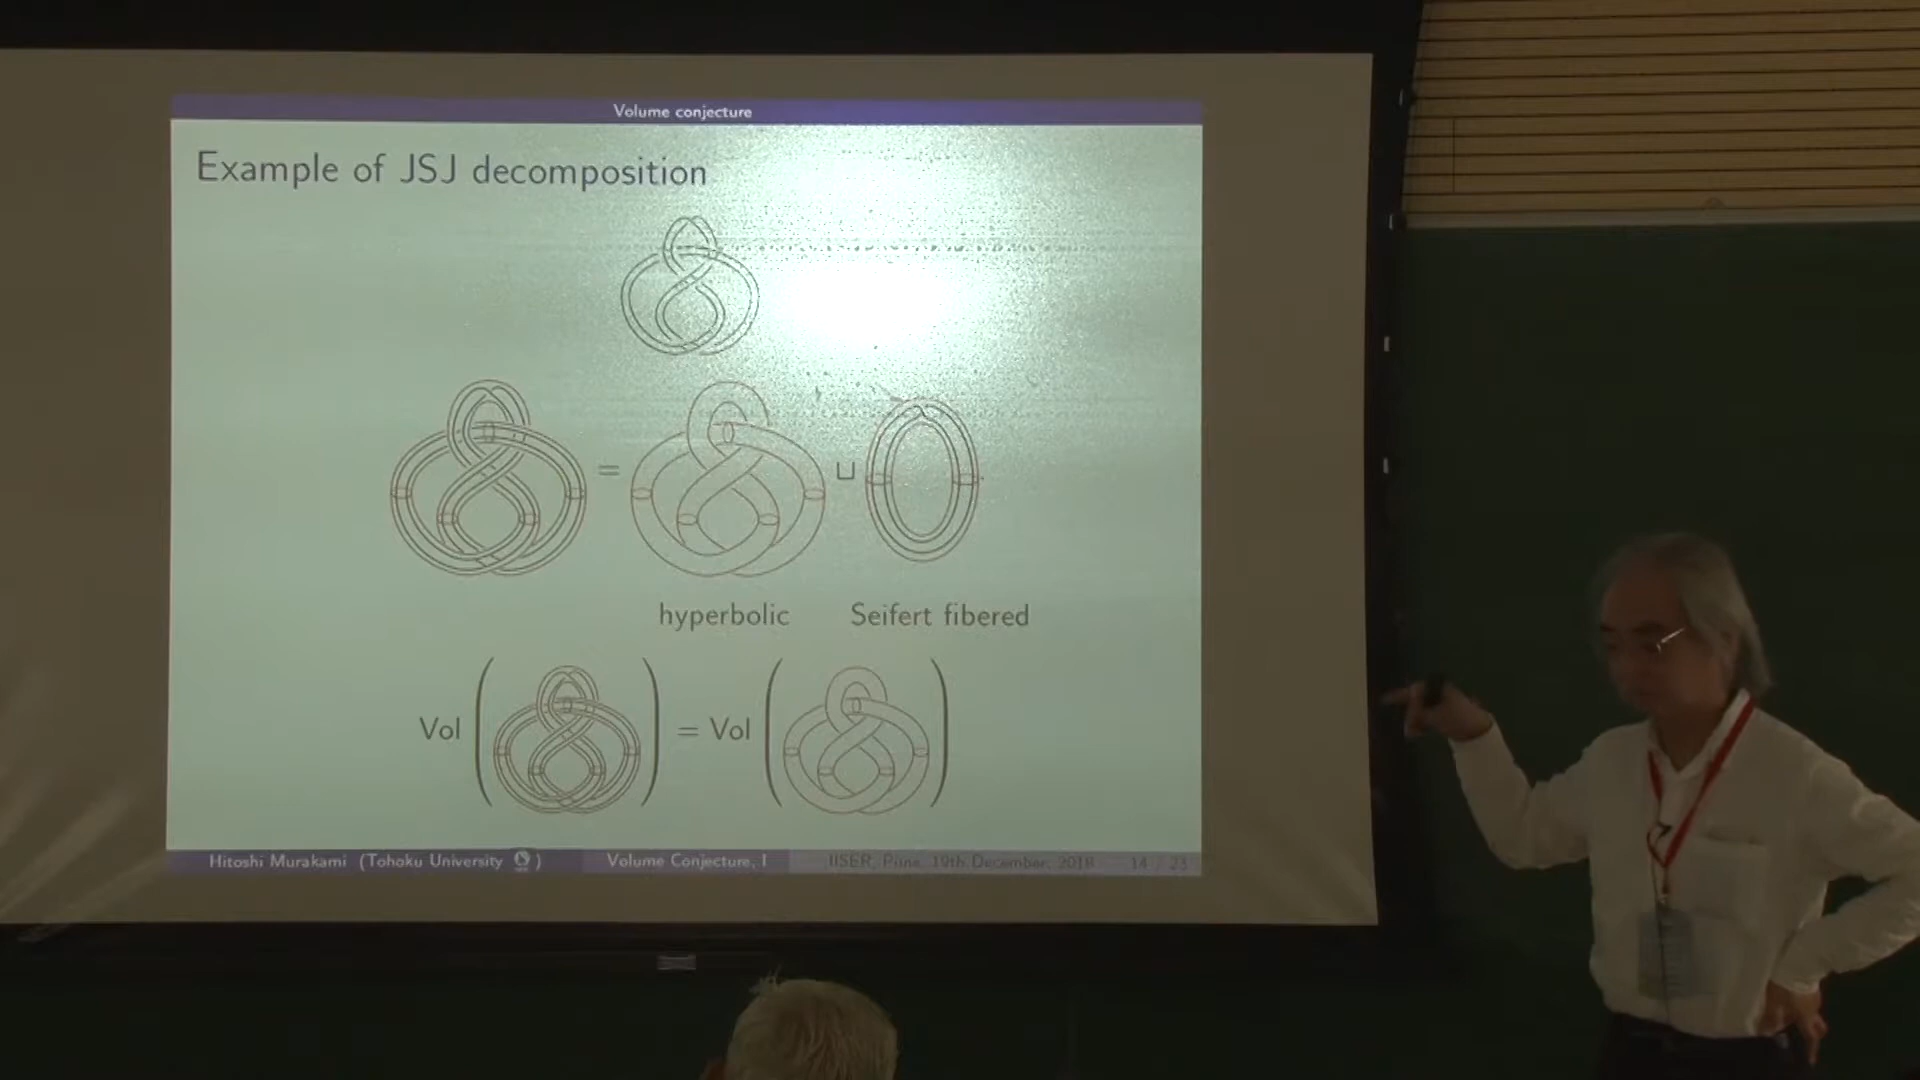 Volume conjecture
Example of JSJ decomposition
= ⊔
hyperbolic Seifert fibered
Vol ( ) = Vol ( )
Hitoshi Murakami (Tohoku University ) Volume Conjecture, I IISER, Pune, 19th December, 2018 14 / 23